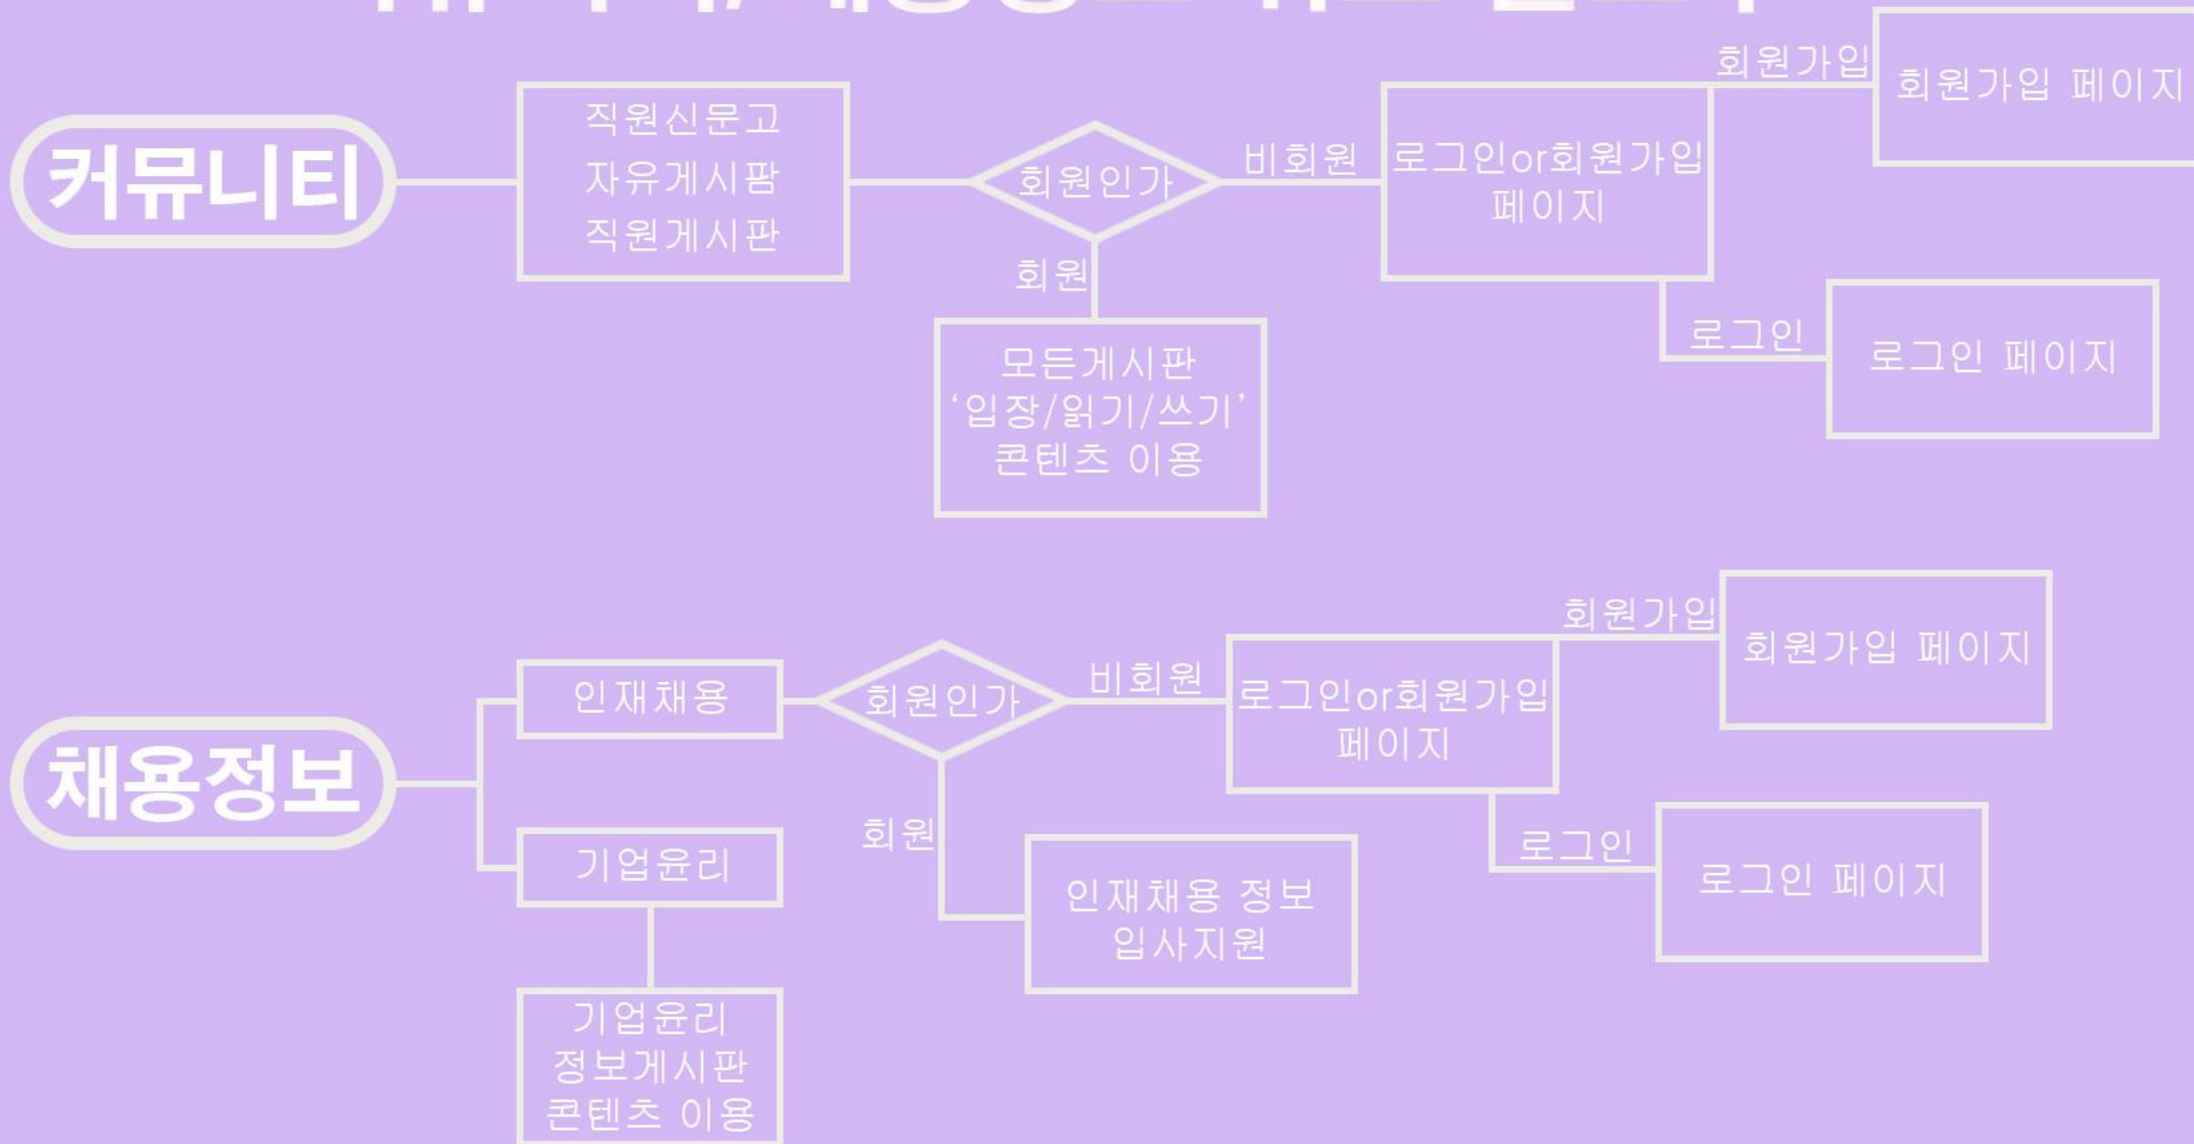 커뮤니티
직원신문고
자유게시팜
직원게시판
회원인가
비회원
회원
모든게시판
‘입장/읽기/쓰기’
콘텐츠 이용
로그인or회원가입
페이지
회원가입
회원가입 페이지
로그인
로그인 페이지
채용정보
인재채용
회원인가
비회원
회원
인재채용 정보
입사지원
로그인or회원가입
페이지
회원가입
회원가입 페이지
로그인
로그인 페이지
기업윤리
기업윤리
정보게시판
콘텐츠 이용